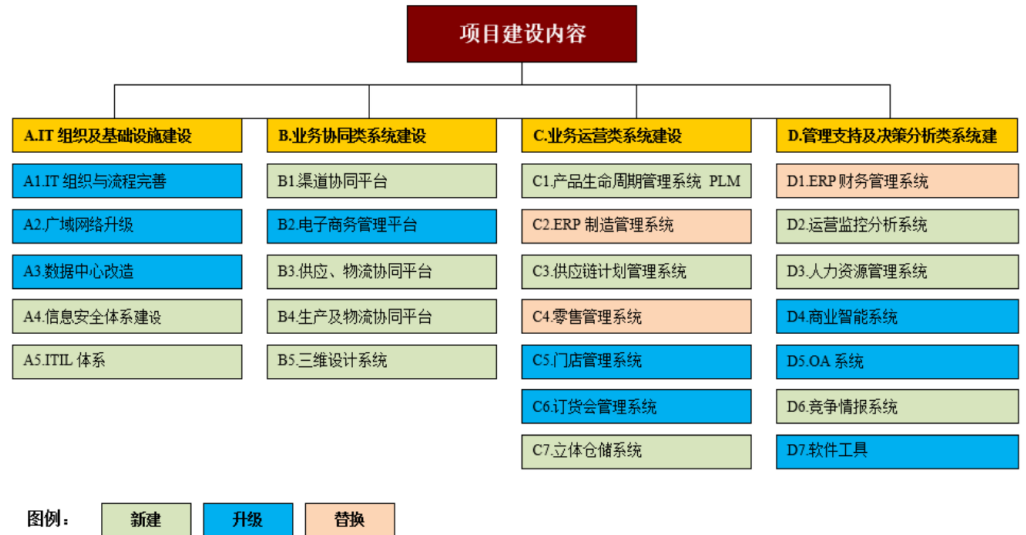 项目建设内容
A.IT 组织及基础设施建设
A1.IT 组织与流程完善
A2.广域网络升级
A3.数据中心改造
A4.信息安全体系建设
A5.ITIL 体系
B.业务协同类系统建设
B1.渠道协同平台
B2.电子商务管理平台
B3.供应、物流协同平台
B4.生产及物流协同平台
B5.三维设计系统
C.业务运营类系统建设
C1.产品生命周期管理系统 PLM
C2.ERP 制造管理系统
C3.供应链计划管理系统
C4.零售管理系统
C5.门店管理系统
C6.订货会管理系统
C7.立体仓储系统
D.管理支持及决策分析类系统建
D1.ERP 财务管理系统
D2.运营监控分析系统
D3.人力资源管理系统
D4.商业智能系统
D5.OA 系统
D6.竞争情报系统
D7.软件工具
图例： 新建 升级 替换